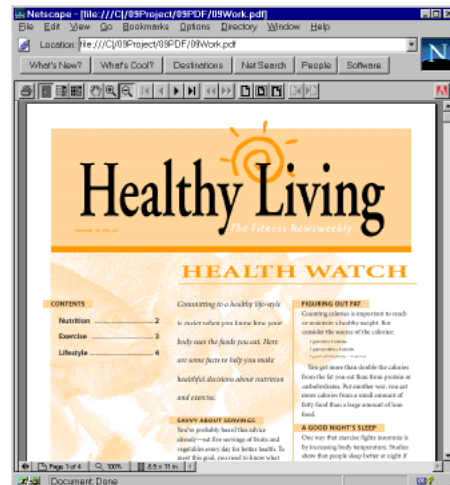 Netscape - [file:///C|/09Project/09PDF/09Work.pdf]
File Edit View Go Bookmarks Options Directory Window Help
Location: file:///C|/09Project/09PDF/09Work.pdf
What's New? What's Cool? Destinations Net Search People Software
Healthy Living
The Fitness Newsweekly
HEALTH WATCH
CONTENTS
Nutrition 2
Exercise 3
Lifestyle 4
Committing to a healthy life-style
is easier when you know how your
body uses the foods you eat. Here
are some facts to help you make
healthful decisions about nutrition
and exercise.
SAVVY ABOUT SERVINGS
You've probably heard this advice
already—eat five servings of fruits and
vegetables every day for better health. To
meet this goal, you need to know what
FIGURING OUT FAT
Counting calories is important to reach
or maintain a healthy weight. But
consider the source of the calories:
You get more than double the calories
from the fat you eat than from protein or
carbohydrates. Put another way, you get
more calories from a small amount of
fatty food than a large amount of lean
food.
A GOOD NIGHT'S SLEEP
One way that exercise fights insomnia is
by increasing body temperature. Studies
show that people sleep better at night if
Page 1 of 4 100% 8.5 x 11 in
Document: Done